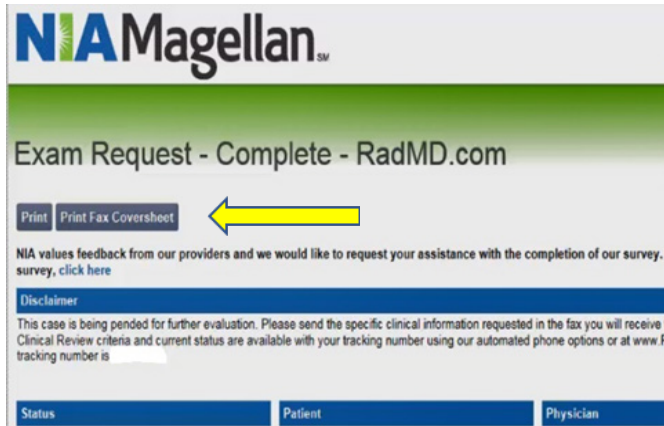 NIA Magellan SM
Exam Request - Complete - RadMD.com
Print Print Fax Coversheet
NIA values feedback from our providers and we would like to request your assistance with the completion of our survey.
survey, click here
Disclaimer
This case is being pended for further evaluation. Please send the specific clinical information requested in the fax you will receive
Clinical Review criteria and current status are available with your tracking number using our automated phone options or at www.
tracking number is
Status Patient Physician